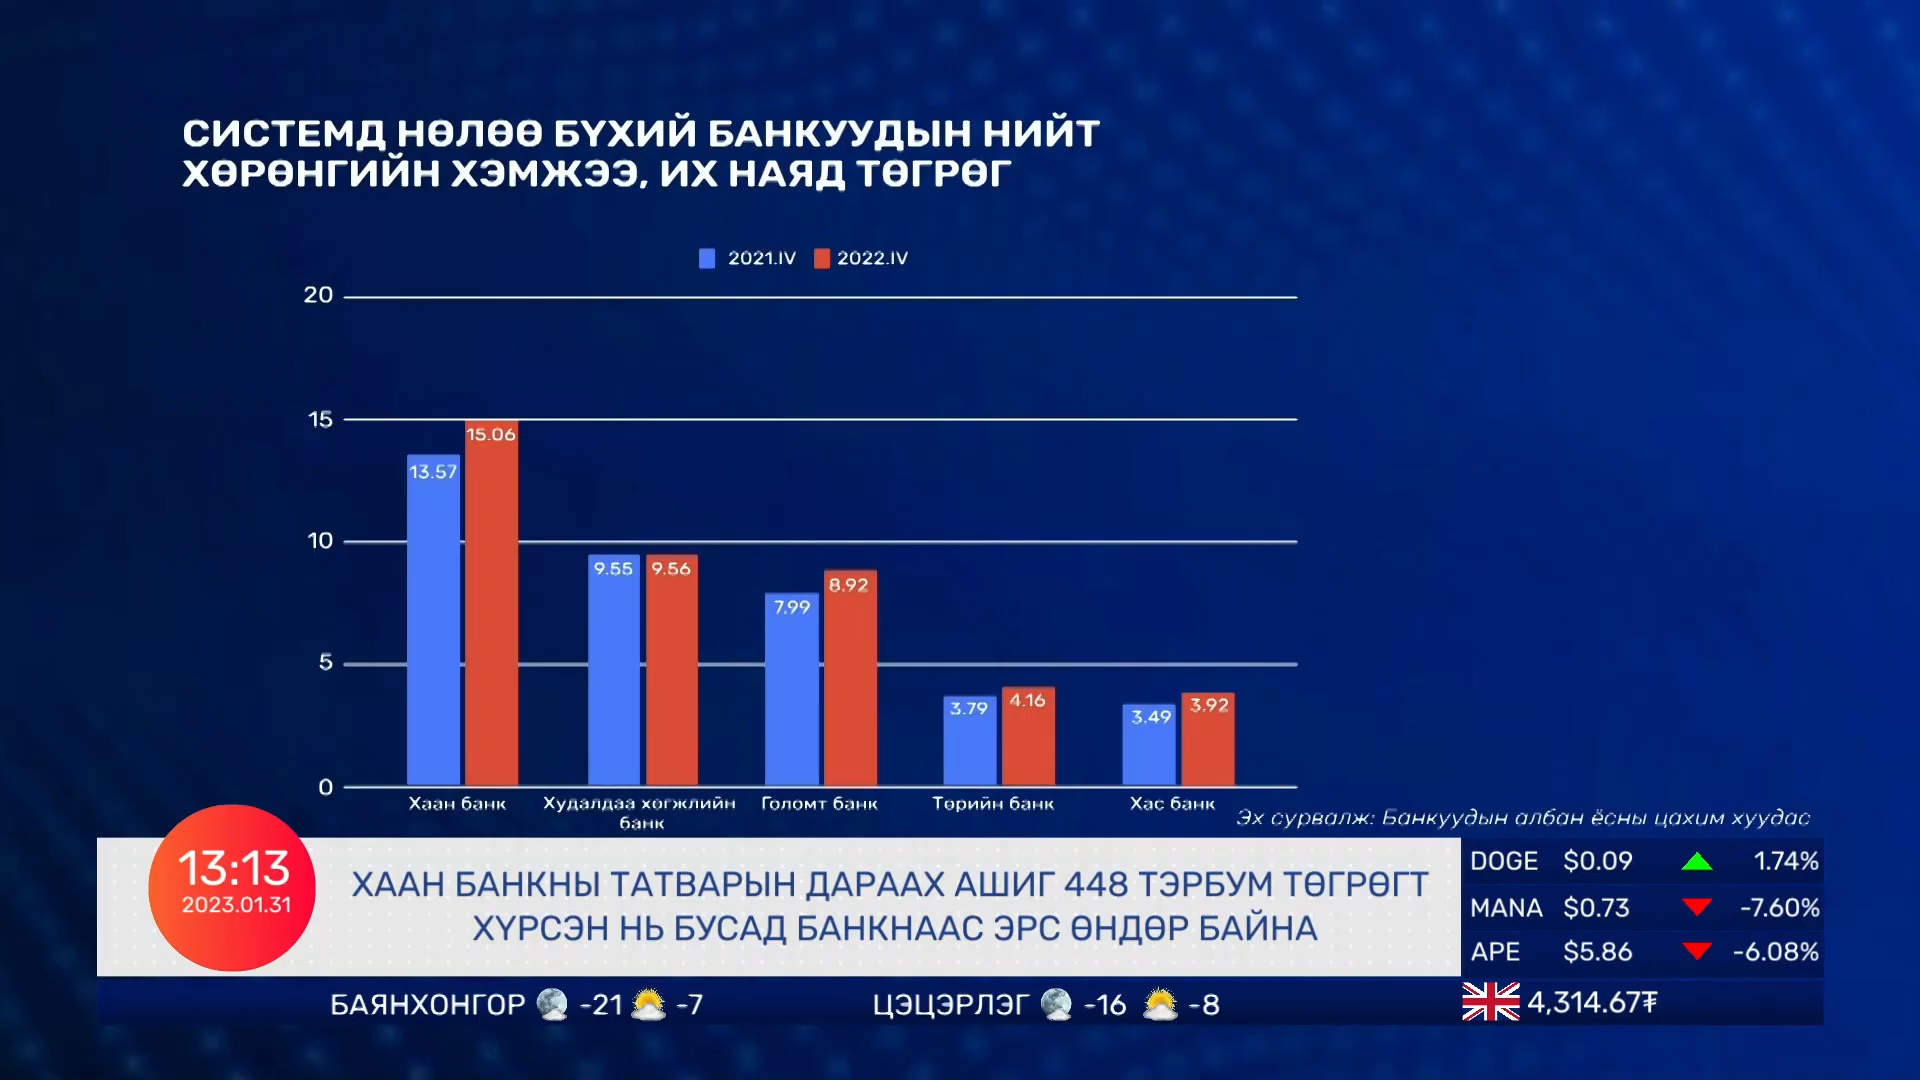 СИСТЕМД НӨЛӨӨ БҮХИЙ БАНКУУДЫН НИЙТ
ХӨРӨНГИЙН ХЭМЖЭЭ, ИХ НАЯД ТӨГРӨГ
2021.IV 2022.IV
20
15
10
5
0
13.57 15.06
9.55 9.56
7.99 8.92
3.79 4.16
3.49 3.92
Хаан банк
Худалдаа хөгжлийн
банк
Голомт банк
Төрийн банк
Хас банк
Эх сурвалж: Банкуудын албан ёсны цахим хуудас
13:13
2023.01.31
ХААН БАНКНЫ ТАТВАРЫН ДАРААХ АШИГ 448 ТЭРБУМ ТӨГРӨГТ
ХҮРСЭН НЬ БУСАД БАНКНААС ЭРС ӨНДӨР БАЙНА
DOGE $0.09 1.74%
MANA $0.73 -7.60%
APE $5.86 -6.08%
БАЯНХОНГОР -21 -7 ЦЭЦЭРЛЭГ -16 -8
4,314.67₮